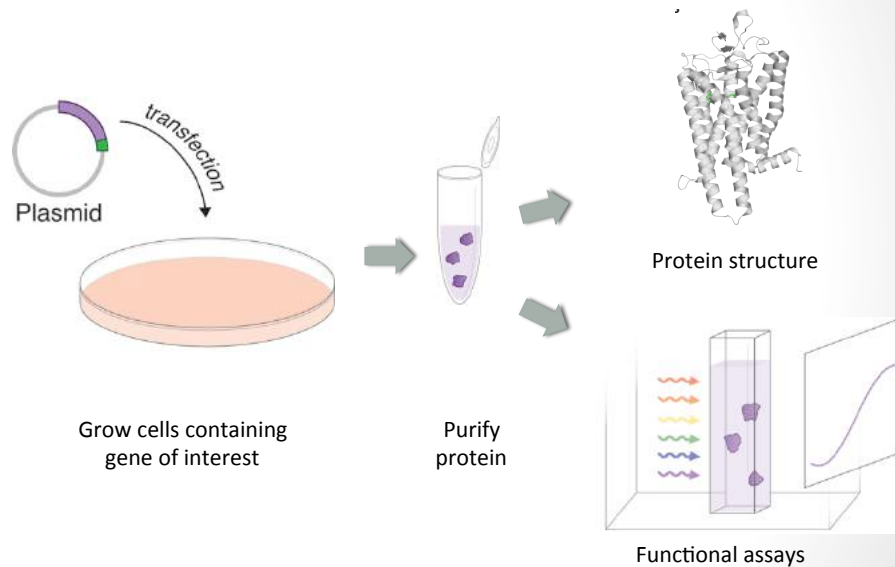 transfection
Plasmid
Protein structure
Grow cells containing
gene of interest
Purify
protein
Functional assays